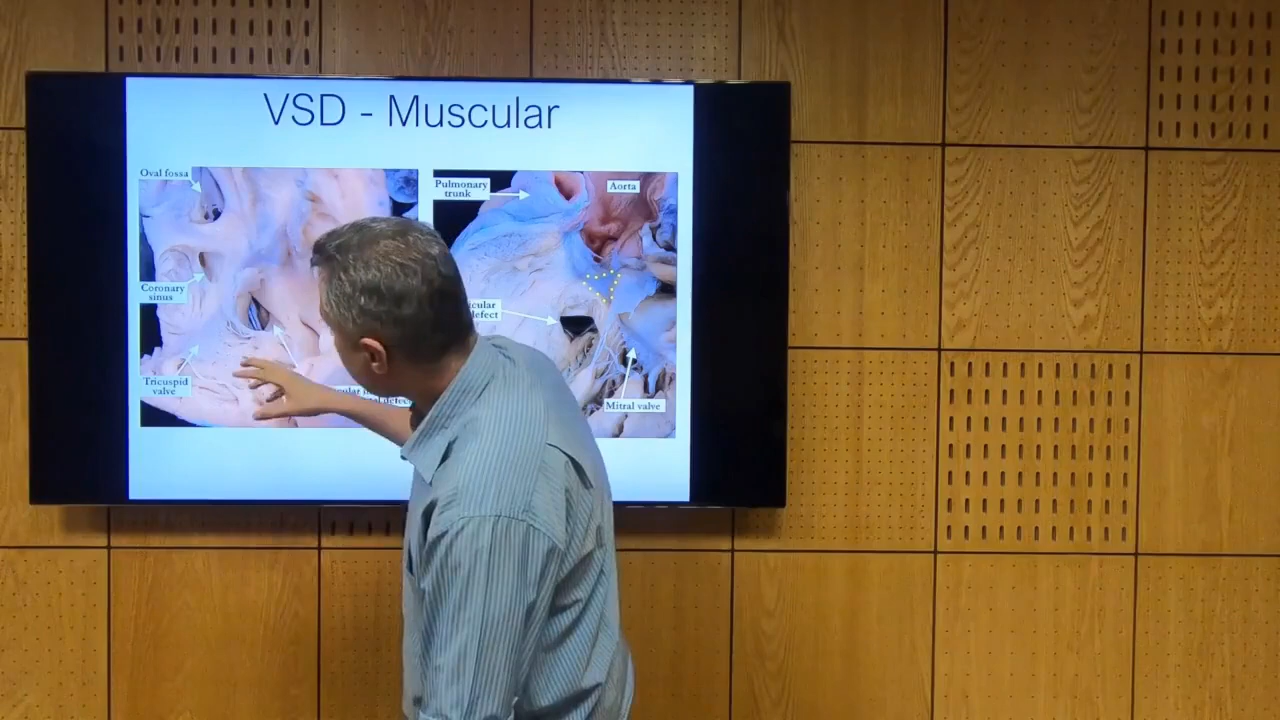 VSD - Muscular
Oval fossa
Coronary
sinus
Tricuspid
valve
Pulmonary
trunk
Aorta
Mitral valve